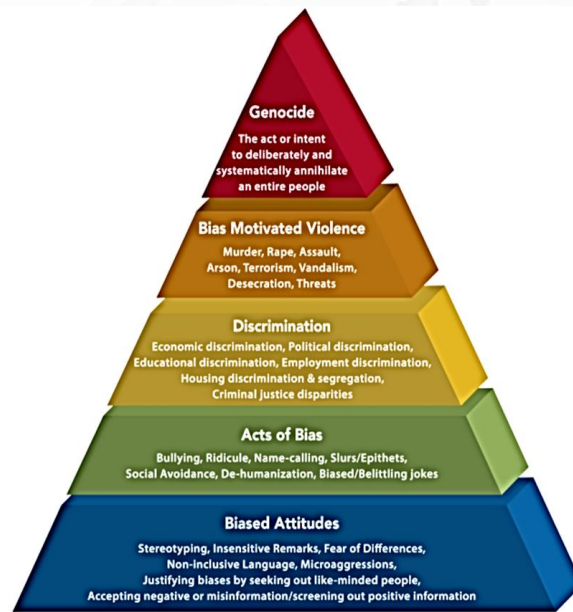 Genocide
The act or intent
to deliberately and
systematically annihilate
an entire people
Bias Motivated Violence
Murder, Rape, Assault,
Arson, Terrorism, Vandalism,
Desecration, Threats
Discrimination
Economic discrimination, Political discrimination,
Educational discrimination, Employment discrimination,
Housing discrimination & segregation,
Criminal justice disparities
Acts of Bias
Bullying, Ridicule, Name-calling, Slurs/Epithets,
Social Avoidance, De-humanization, Biased/Belittling jokes
Biased Attitudes
Stereotyping, Insensitive Remarks, Fear of Differences,
Non-inclusive Language, Microaggressions,
Justifying biases by seeking out like-minded people,
Accepting negative or misinformation/screening out positive information